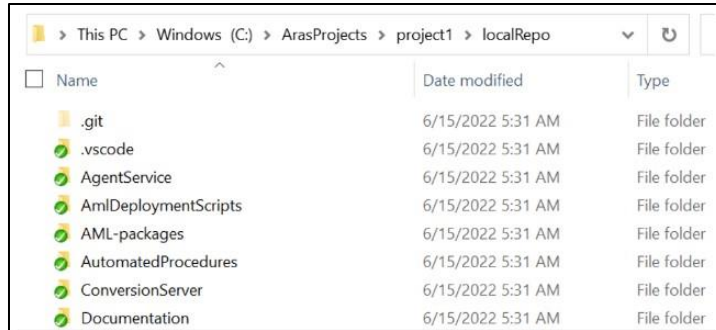 This PC > Windows (C:) > ArasProjects > project1 > localRepo
Name Date modified Type
.git 6/15/2022 5:31 AM File folder
.vscode 6/15/2022 5:31 AM File folder
AgentService 6/15/2022 5:31 AM File folder
AmlDeploymentScripts 6/15/2022 5:31 AM File folder
AML-packages 6/15/2022 5:31 AM File folder
AutomatedProcedures 6/15/2022 5:31 AM File folder
ConversionServer 6/15/2022 5:31 AM File folder
Documentation 6/15/2022 5:31 AM File folder